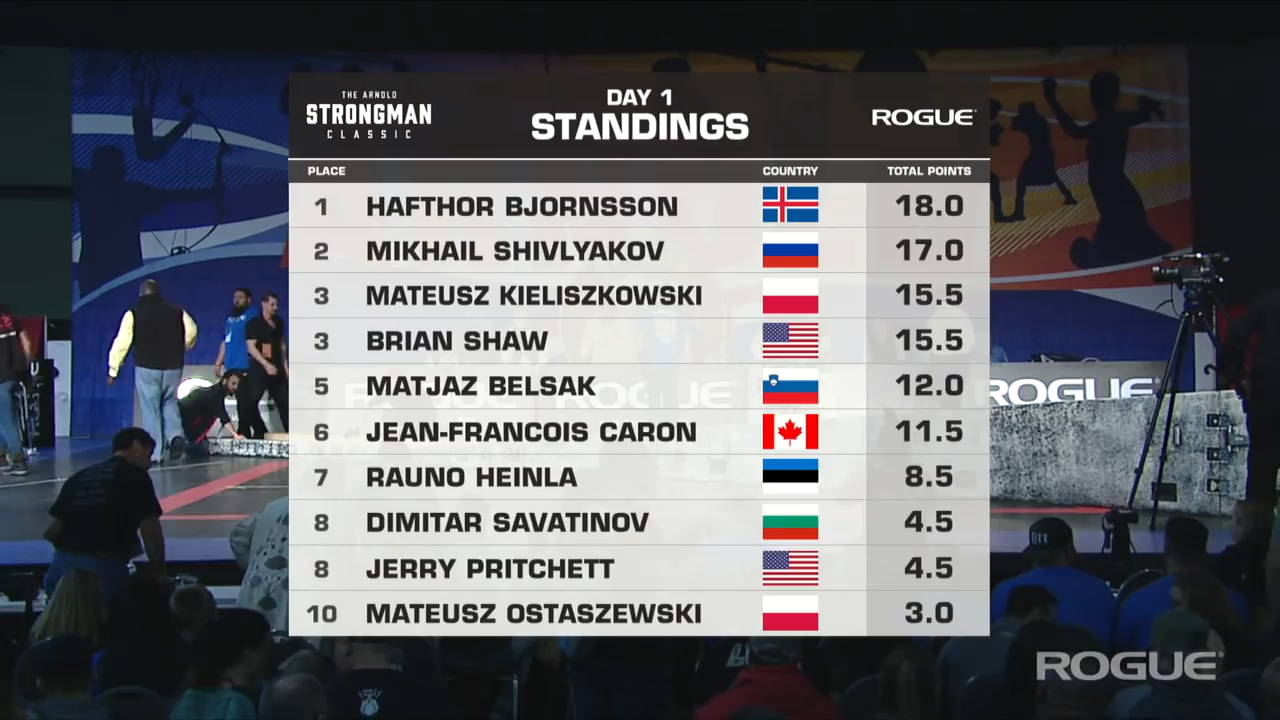 THE ARNOLD
STRONGMAN
CLASSIC
DAY 1
STANDINGS
ROGUE
PLACE COUNTRY TOTAL POINTS
1 HAFTHOR BJORNSSON 18.0
2 MIKHAIL SHIVLYAKOV 17.0
3 MATEUSZ KIELISZKOWSKI 15.5
3 BRIAN SHAW 15.5
5 MATJAZ BELSAK 12.0
6 JEAN-FRANCOIS CARON 11.5
7 RAUNO HEINLA 8.5
8 DIMITAR SAVATINOV 4.5
8 JERRY PRITCHETT 4.5
10 MATEUSZ OSTASZEWSKI 3.0
ROGUE
ROGUE